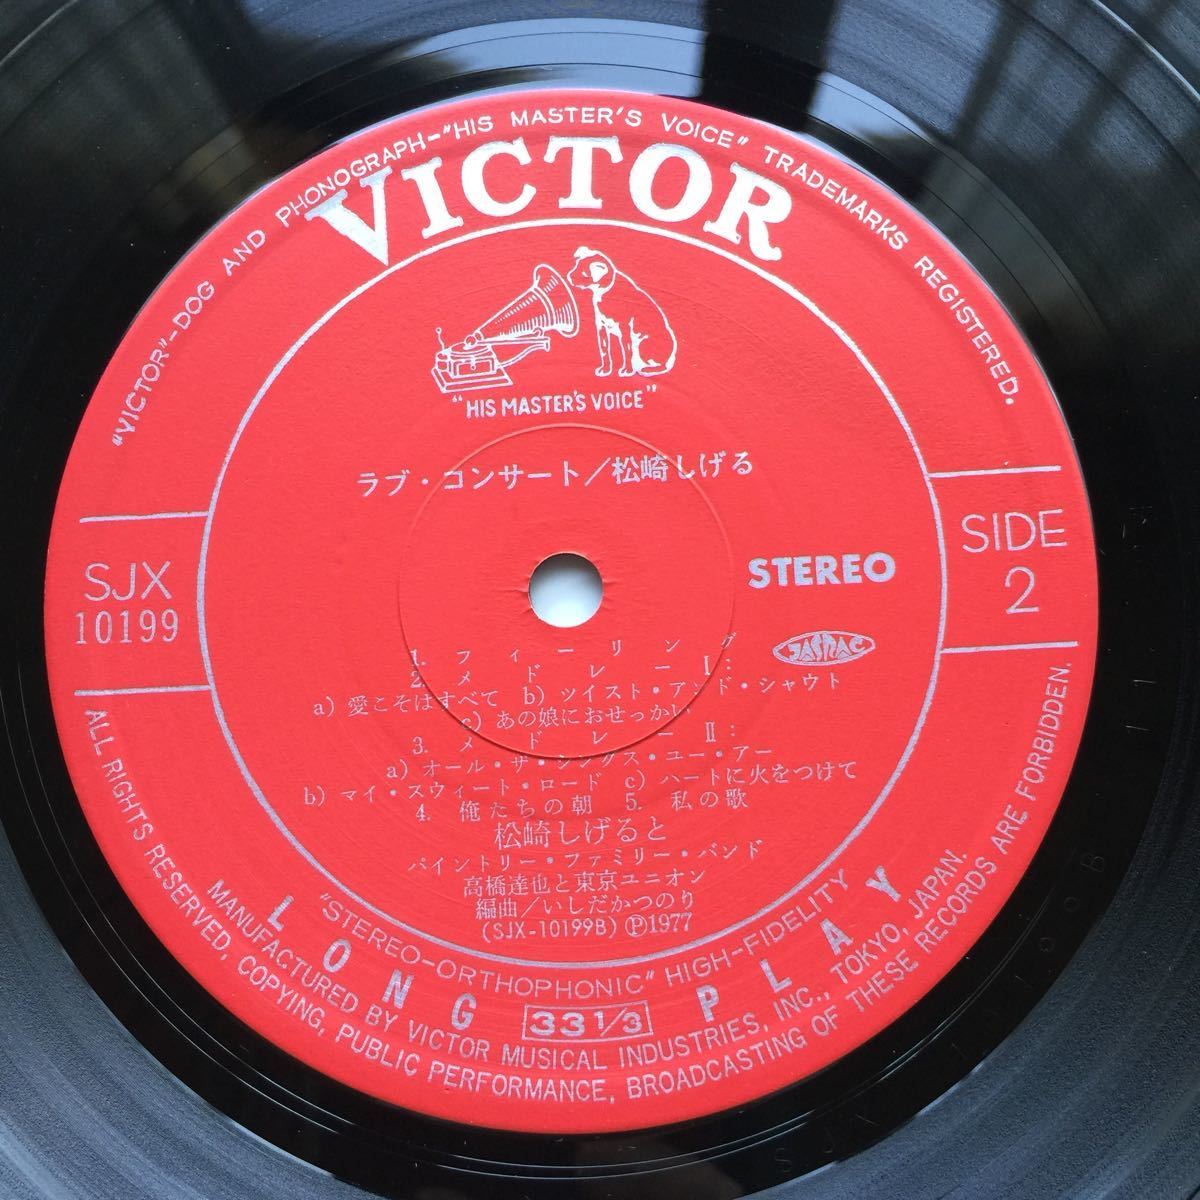 "VICTOR"-DOG AND PHONOGRAPH-"HIS MASTER'S VOICE" TRADEMARKS REGISTERED.
VICTOR
"HIS MASTER'S VOICE"
ラブ・コンサート／松崎しげる
SJX
10199
STEREO
SIDE
2
JASRAC
1. フィーリング
2. メドレーⅠ:
a) 愛こそはすべて b) ツイスト・アンド・シャウト
c) あの娘におせっかい
3. メドレーⅡ:
a) オール・ザ・シングス・ユー・アー
b) マイ・スウィート・ロード c) ハートに火をつけて
4. 俺たちの朝 5. 私の歌
松崎しげると
パイントリー・ファミリー・バンド
高橋達也と東京ユニオン
編曲／いしだかつのり
(SJX-10199B) Ⓟ1977
"STEREO-ORTHOPHONIC" HIGH-FIDELITY
LONG 33 1/3 PLAY
MANUFACTURED BY VICTOR MUSICAL INDUSTRIES, INC., TOKYO, JAPAN.
ALL RIGHTS RESERVED, COPYING, PUBLIC PERFORMANCE, BROADCASTING OF THESE RECORDS ARE FORBIDDEN.